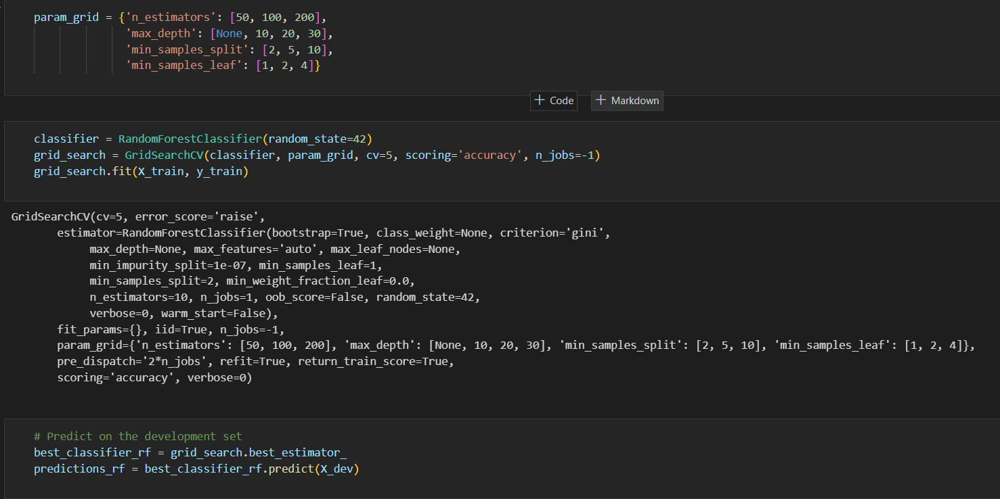 param_grid = {'n_estimators': [50, 100, 200],
'max_depth': [None, 10, 20, 30],
'min_samples_split': [2, 5, 10],
'min_samples_leaf': [1, 2, 4]}
+ Code + Markdown
classifier = RandomForestClassifier(random_state=42)
grid_search = GridSearchCV(classifier, param_grid, cv=5, scoring='accuracy', n_jobs=-1)
grid_search.fit(X_train, y_train)
GridSearchCV(cv=5, error_score='raise',
estimator=RandomForestClassifier(bootstrap=True, class_weight=None, criterion='gini',
max_depth=None, max_features='auto', max_leaf_nodes=None,
min_impurity_split=1e-07, min_samples_leaf=1,
min_samples_split=2, min_weight_fraction_leaf=0.0,
n_estimators=10, n_jobs=1, oob_score=False, random_state=42,
verbose=0, warm_start=False),
fit_params={}, iid=True, n_jobs=-1,
param_grid={'n_estimators': [50, 100, 200], 'max_depth': [None, 10, 20, 30], 'min_samples_split': [2, 5, 10], 'min_samples_leaf': [1, 2, 4]},
pre_dispatch='2*n_jobs', refit=True, return_train_score=True,
scoring='accuracy', verbose=0)
# Predict on the development set
best_classifier_rf = grid_search.best_estimator_
predictions_rf = best_classifier_rf.predict(X_dev)